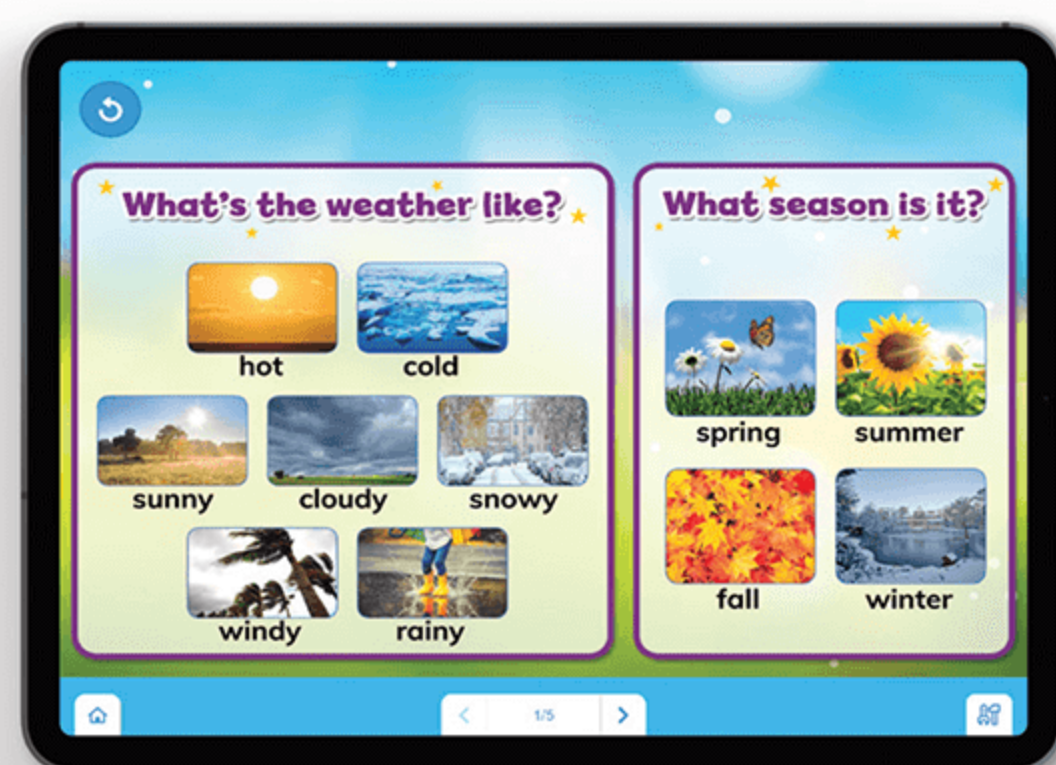 What's the weather like?
hot cold
sunny cloudy snowy
windy rainy
What season is it?
spring summer
fall winter
1/5